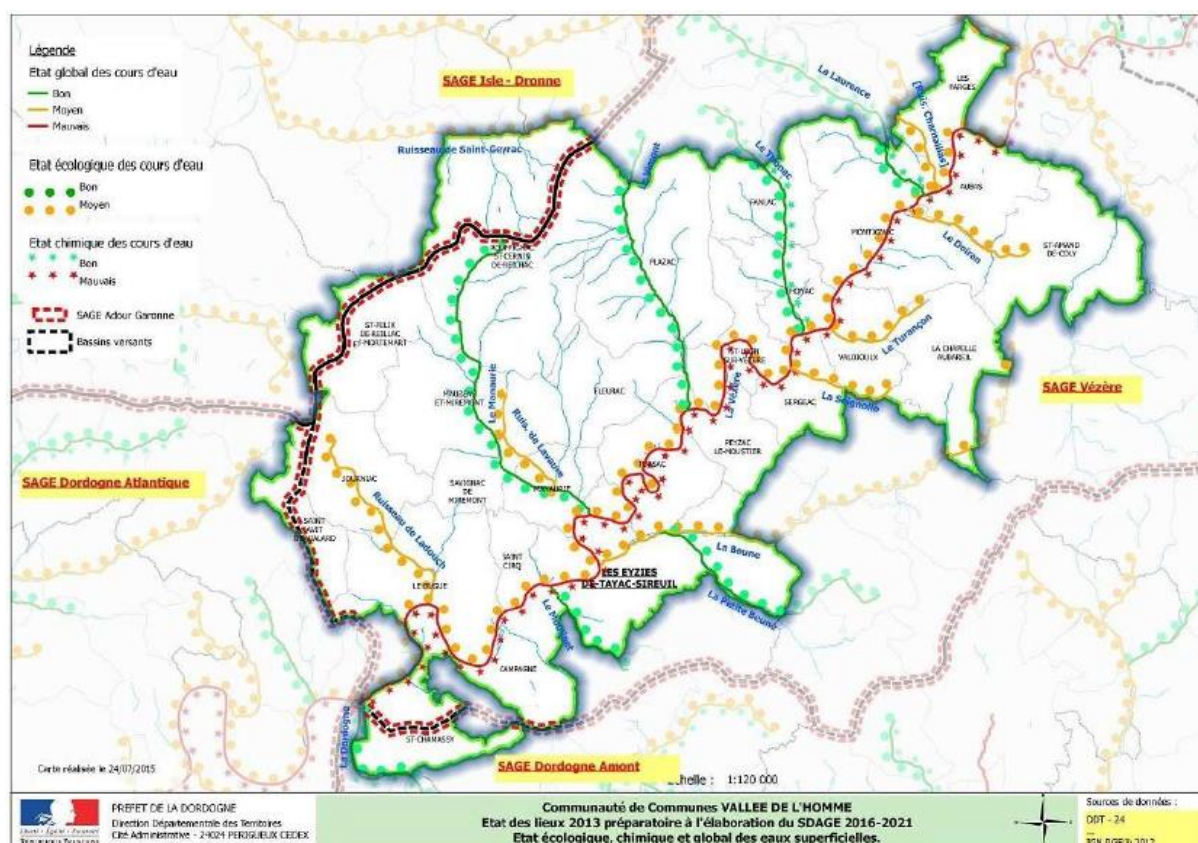 Légende
Etat global des cours d'eau
Bon
Moyen
Mauvais
Etat écologique des cours d'eau
Bon
Moyen
Etat chimique des cours d'eau
Bon
Mauvais
SAGE Adour Garonne
Bassins versants
SAGE Isle - Dronne
SAGE Vézère
SAGE Dordogne Atlantique
SAGE Dordogne Amont
La Laurence
LES FARGES
Ruisseau de Saint-Geyrac
FANLAC
AUBAS
MONTIGNAC
Le Doiran
ST-AMAND
DE-COLY
PLAZAC
THONAC
ST-FELIX
DE-REILLAC
ET-MORTEMART
Le Turançon
LA CHAPELLE
AUBAREIL
ST-LEON
SUR-VEZERE
La Vézère
SERGEAC
FLEURAC
Le Manaurie
Ruis. de Lavaure
PEYZAC
LE-MOUSTIER
TURSAC
MANAURIE
JOURNIAC
SAVIGNAC
DE
MIREMONT
Ruisseau de Ladouch
SAINT
CIRQ
LE-BUGUE
LES EYZIES
DE-TAYAC-SIREUIL
La Beune
La Petite Beune
CAMPAGNE
La Dordogne
ST-CHAMASSY
Carte réalisée le 24/07/2015
Echelle : 1:120 000
PREFET DE LA DORDOGNE
Direction Départementale des Territoires
Cité Administrative - 24024 PERIGUEUX CEDEX
Communauté de Communes VALLEE DE L'HOMME
Etat des lieux 2013 préparatoire à l'élaboration du SDAGE 2016-2021
Etat écologique, chimique et global des eaux superficielles.
Sources de données :
DDT - 24